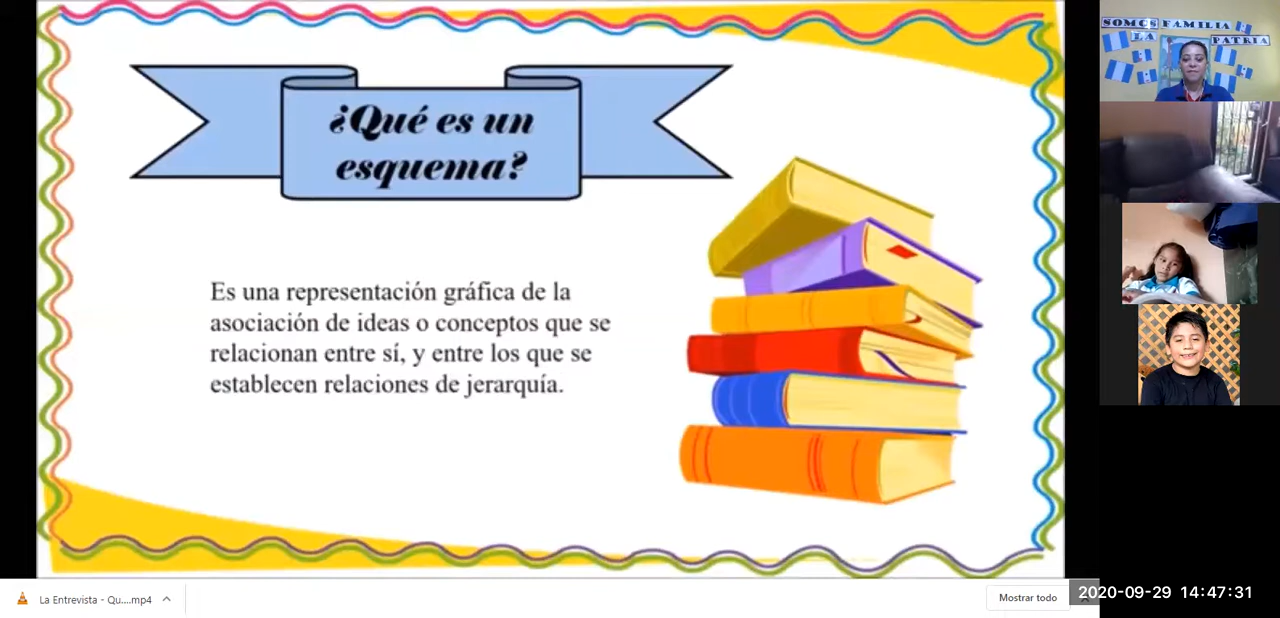 ¿Qué es un
esquema?
Es una representación gráfica de la
asociación de ideas o conceptos que se
relacionan entre sí, y entre los que se
establecen relaciones de jerarquía.
SOMOS FAMILIA
LA PATRIA
La Entrevista - Qu....mp4
Mostrar todo
2020-09-29 14:47:31